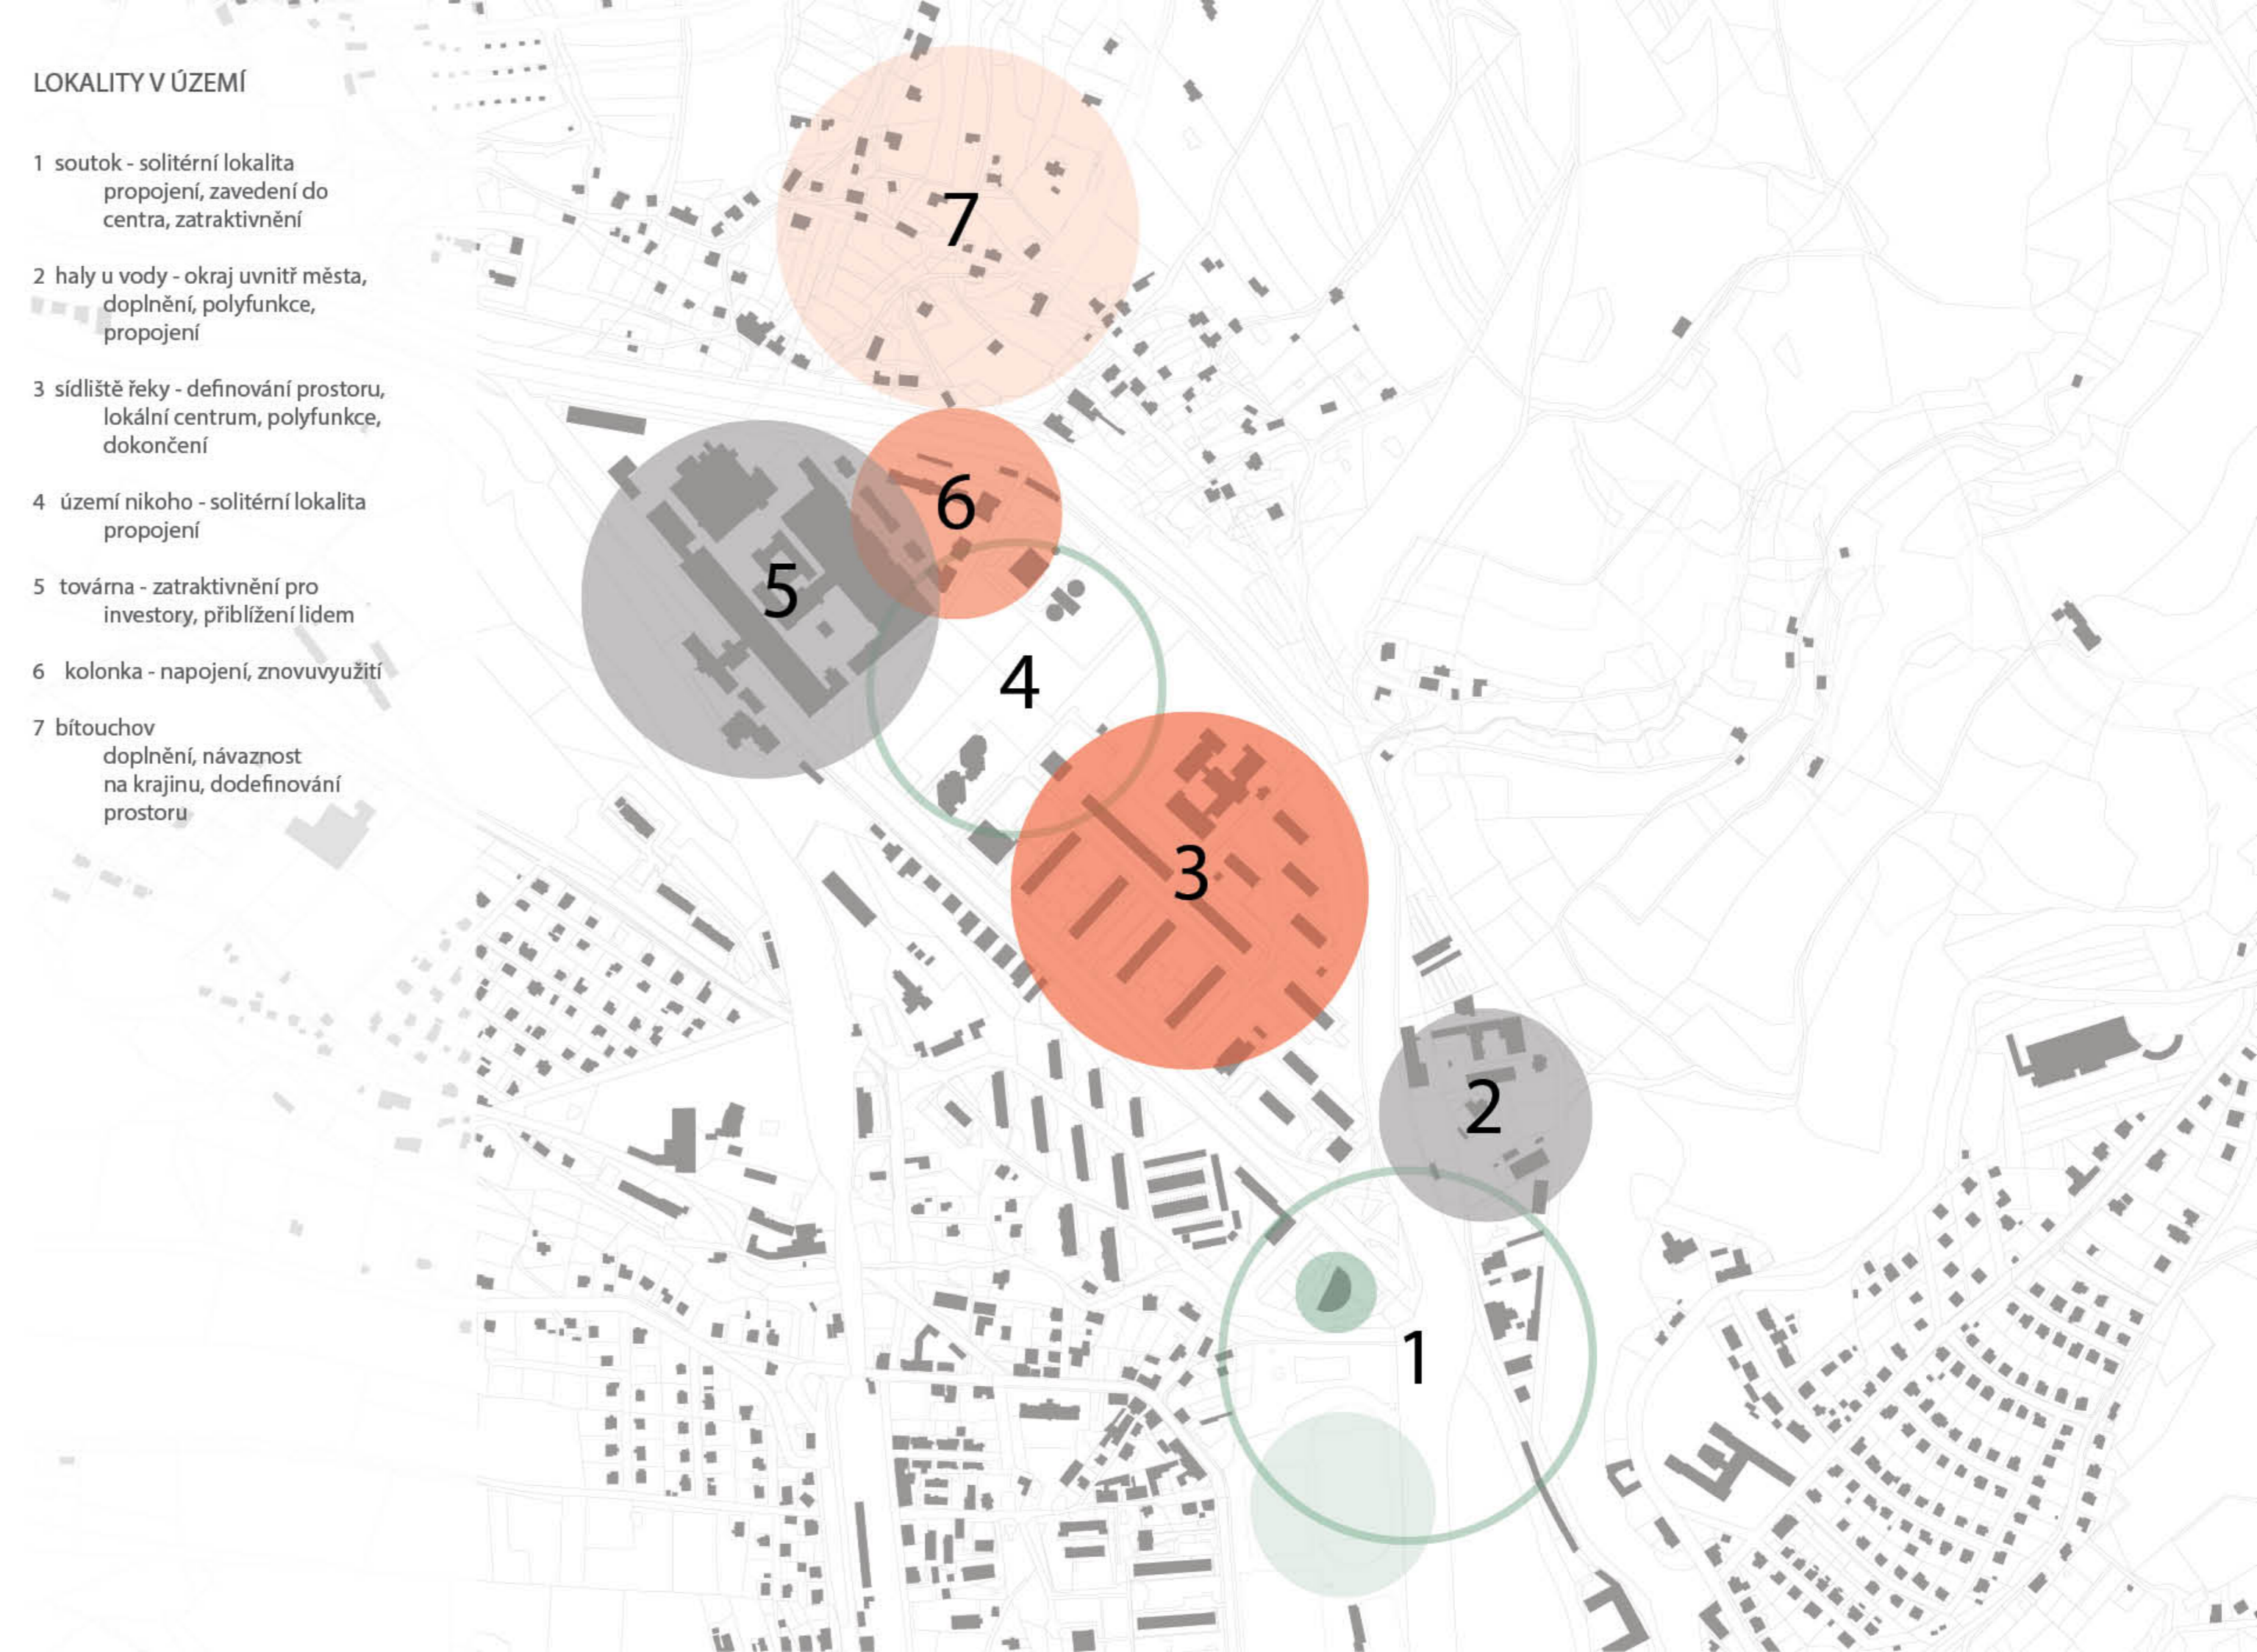 LOKALITY V ÚZEMÍ
1 soutok - solitérní lokalita
propojení, zavedení do
centra, zatraktivnění
2 haly u vody - okraj uvnitř města,
doplnění, polyfunkce,
propojení
3 sídliště řeky - definování prostoru,
lokální centrum, polyfunkce,
dokončení
4 území nikoho - solitérní lokalita
propojení
5 továrna - zatraktivnění pro
investory, přiblížení lidem
6 kolonka - napojení, znovuvyužití
7 bítouchov
doplnění, návaznost
na krajinu, dodefinování
prostoru
7
6
5
4
3
2
1